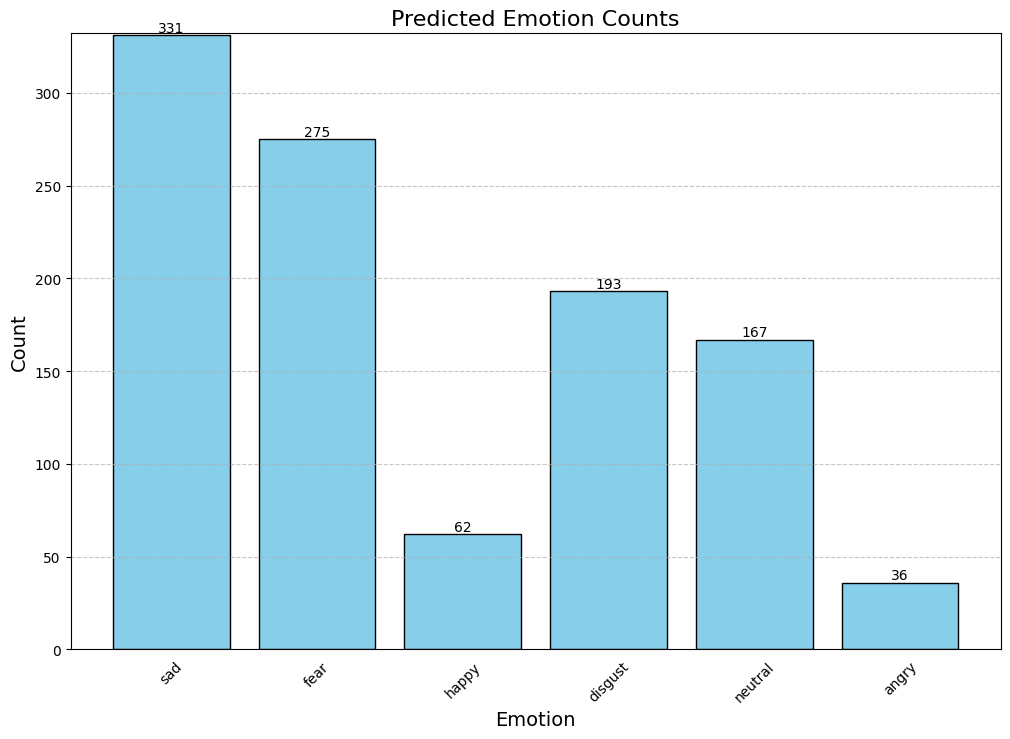 Predicted Emotion Counts
331
300
275
250
200
193
167
150
100
62
50
36
0
Count
sad
fear
happy
disgust
neutral
angry
Emotion